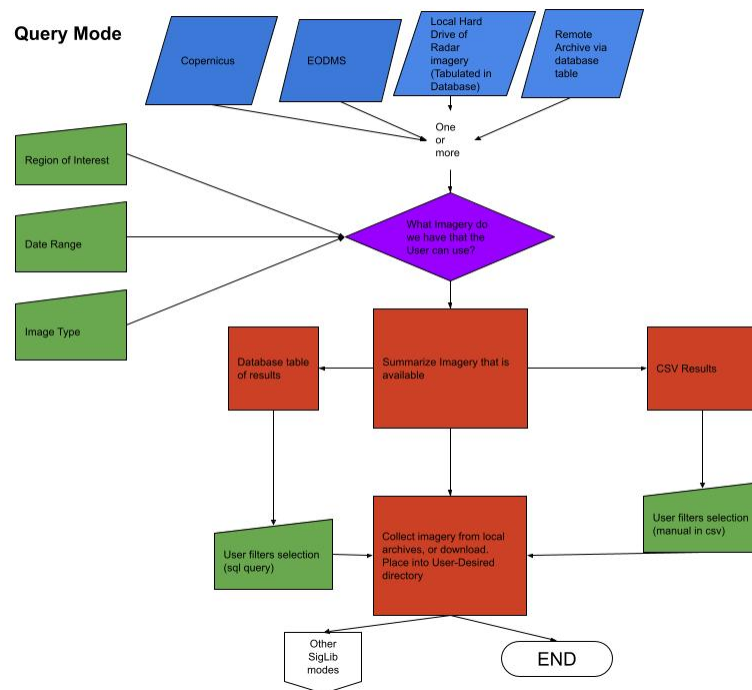 Query Mode
Copernicus
EODMS
Local Hard
Drive of
Radar
imagery
(Tabulated in
Database)
Remote
Archive via
database
table
One
or
more
Region of Interest
Date Range
Image Type
What Imagery do
we have that the
User can use?
Database table
of results
Summarize Imagery that is
available
CSV Results
User filters selection
(sql query)
Collect imagery from local
archives, or download.
Place into User-Desired
directory
User filters selection
(manual in csv)
Other
SigLib
modes
END